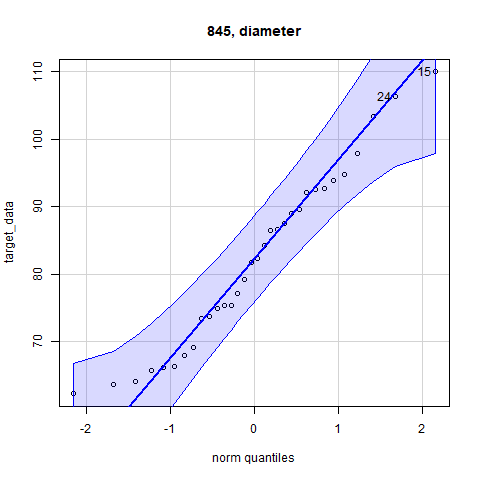 845, diameter
target_data
110
100
90
80
70
15
24
-2 -1 0 1 2
norm quantiles